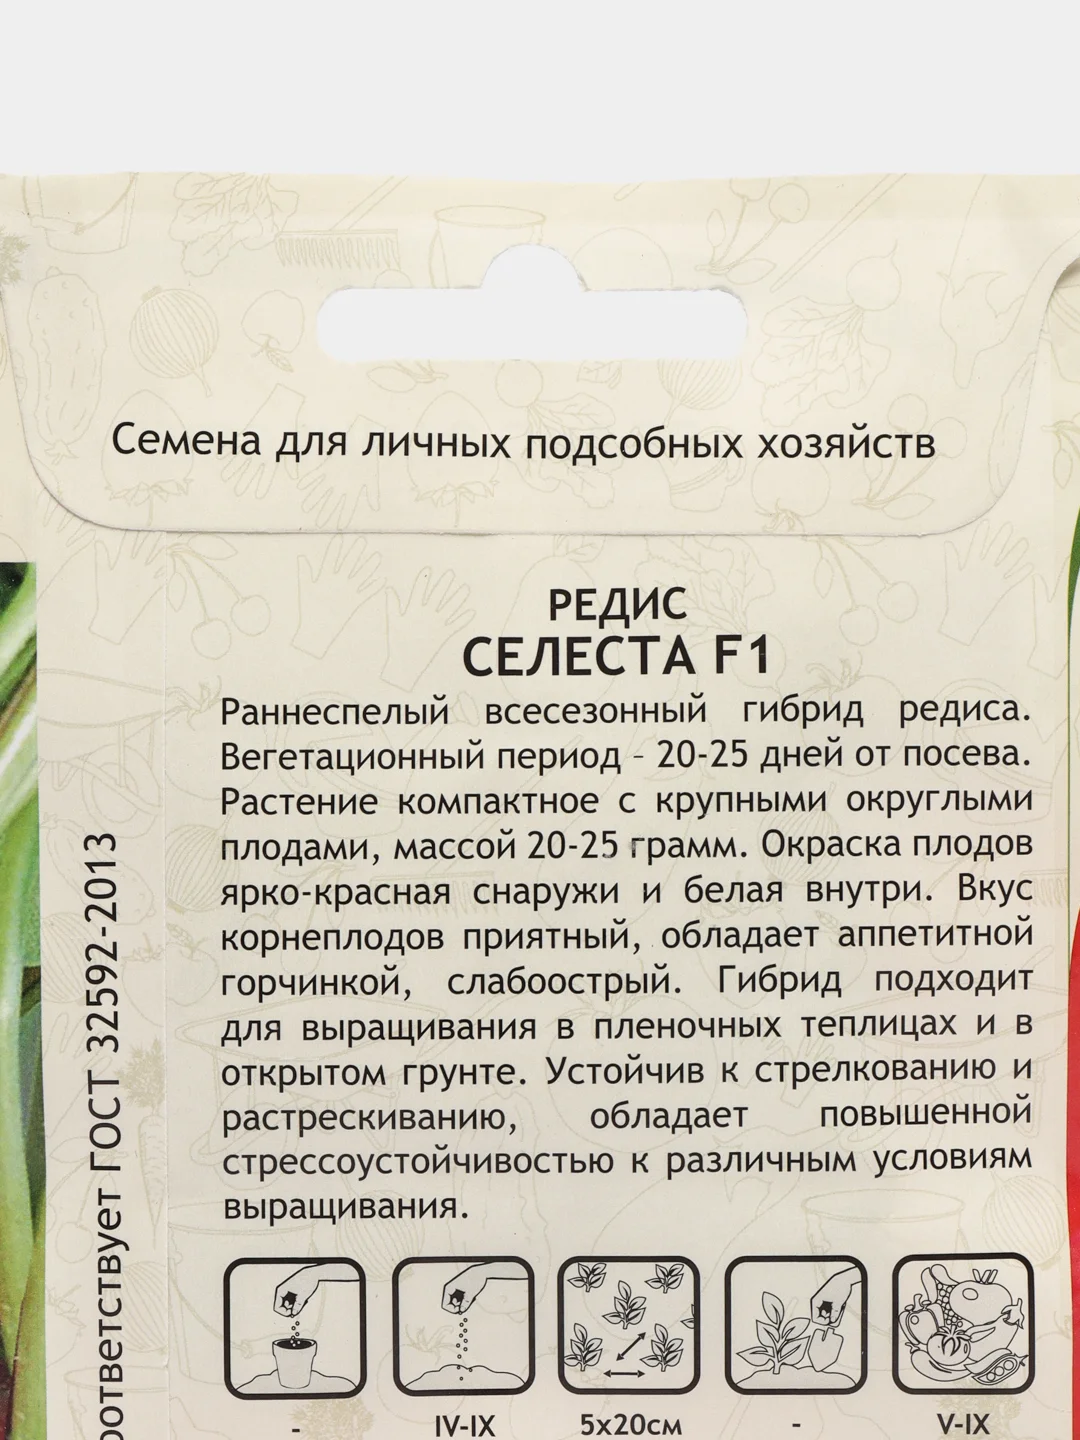 Семена для личных подсобных хозяйств
РЕДИС
СЕЛЕСТА F1
Раннеспелый всесезонный гибрид редиса.
Вегетационный период - 20-25 дней от посева.
Растение компактное с крупными округлыми
плодами, массой 20-25 грамм. Окраска плодов
ярко-красная снаружи и белая внутри. Вкус
корнеплодов приятный, обладает аппетитной
горчинкой, слабоострый. Гибрид подходит
для выращивания в пленочных теплицах и в
открытом грунте. Устойчив к стрелкованию и
растрескиванию, обладает повышенной
стрессоустойчивостью к различным условиям
выращивания.
- IV-IX 5x20см - V-IX
оответствует ГОСТ 32592-2013